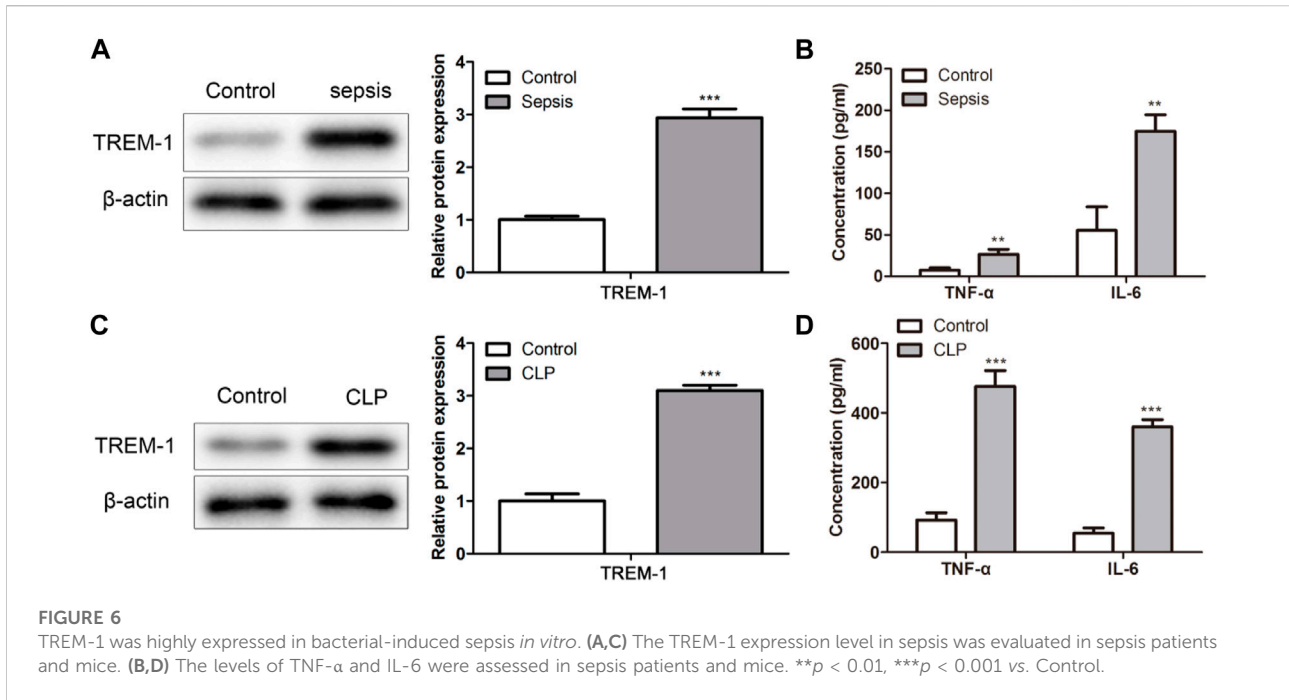 A
Control sepsis
TREM-1
β-actin
Relative protein expression
4
3
2
1
0
Control
Sepsis
***
TREM-1
B
Concentration (pg/ml)
250
200
150
100
50
0
Control
Sepsis
**
**
TNF-α IL-6
C
Control CLP
TREM-1
β-actin
Relative protein expression
4
3
2
1
0
Control
CLP
***
TREM-1
D
Concentration (pg/ml)
600
400
200
0
Control
CLP
***
***
TNF-α IL-6
FIGURE 6
TREM-1 was highly expressed in bacterial-induced sepsis in vitro. (A,C) The TREM-1 expression level in sepsis was evaluated in sepsis patients
and mice. (B,D) The levels of TNF-α and IL-6 were assessed in sepsis patients and mice. **p < 0.01, ***p < 0.001 vs. Control.